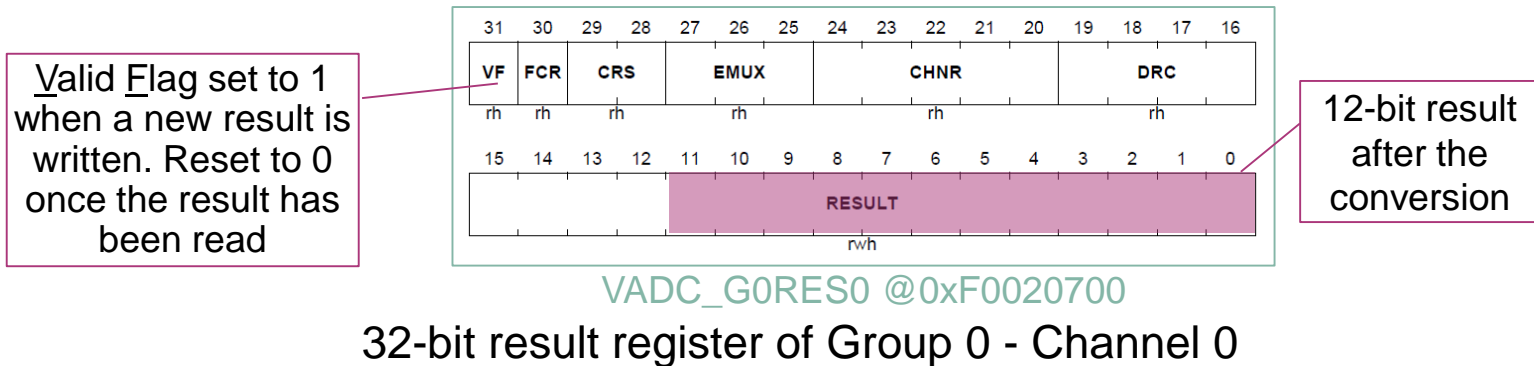 Valid Flag set to 1
when a new result is
written. Reset to 0
once the result has
been read
31 30 29 28 27 26 25 24 23 22 21 20 19 18 17 16
VF FCR CRS EMUX CHNR DRC
rh rh rh rh rh rh
15 14 13 12 11 10 9 8 7 6 5 4 3 2 1 0
RESULT
rwh
12-bit result
after the
conversion
VADC_G0RES0 @0xF0020700
32-bit result register of Group 0 - Channel 0